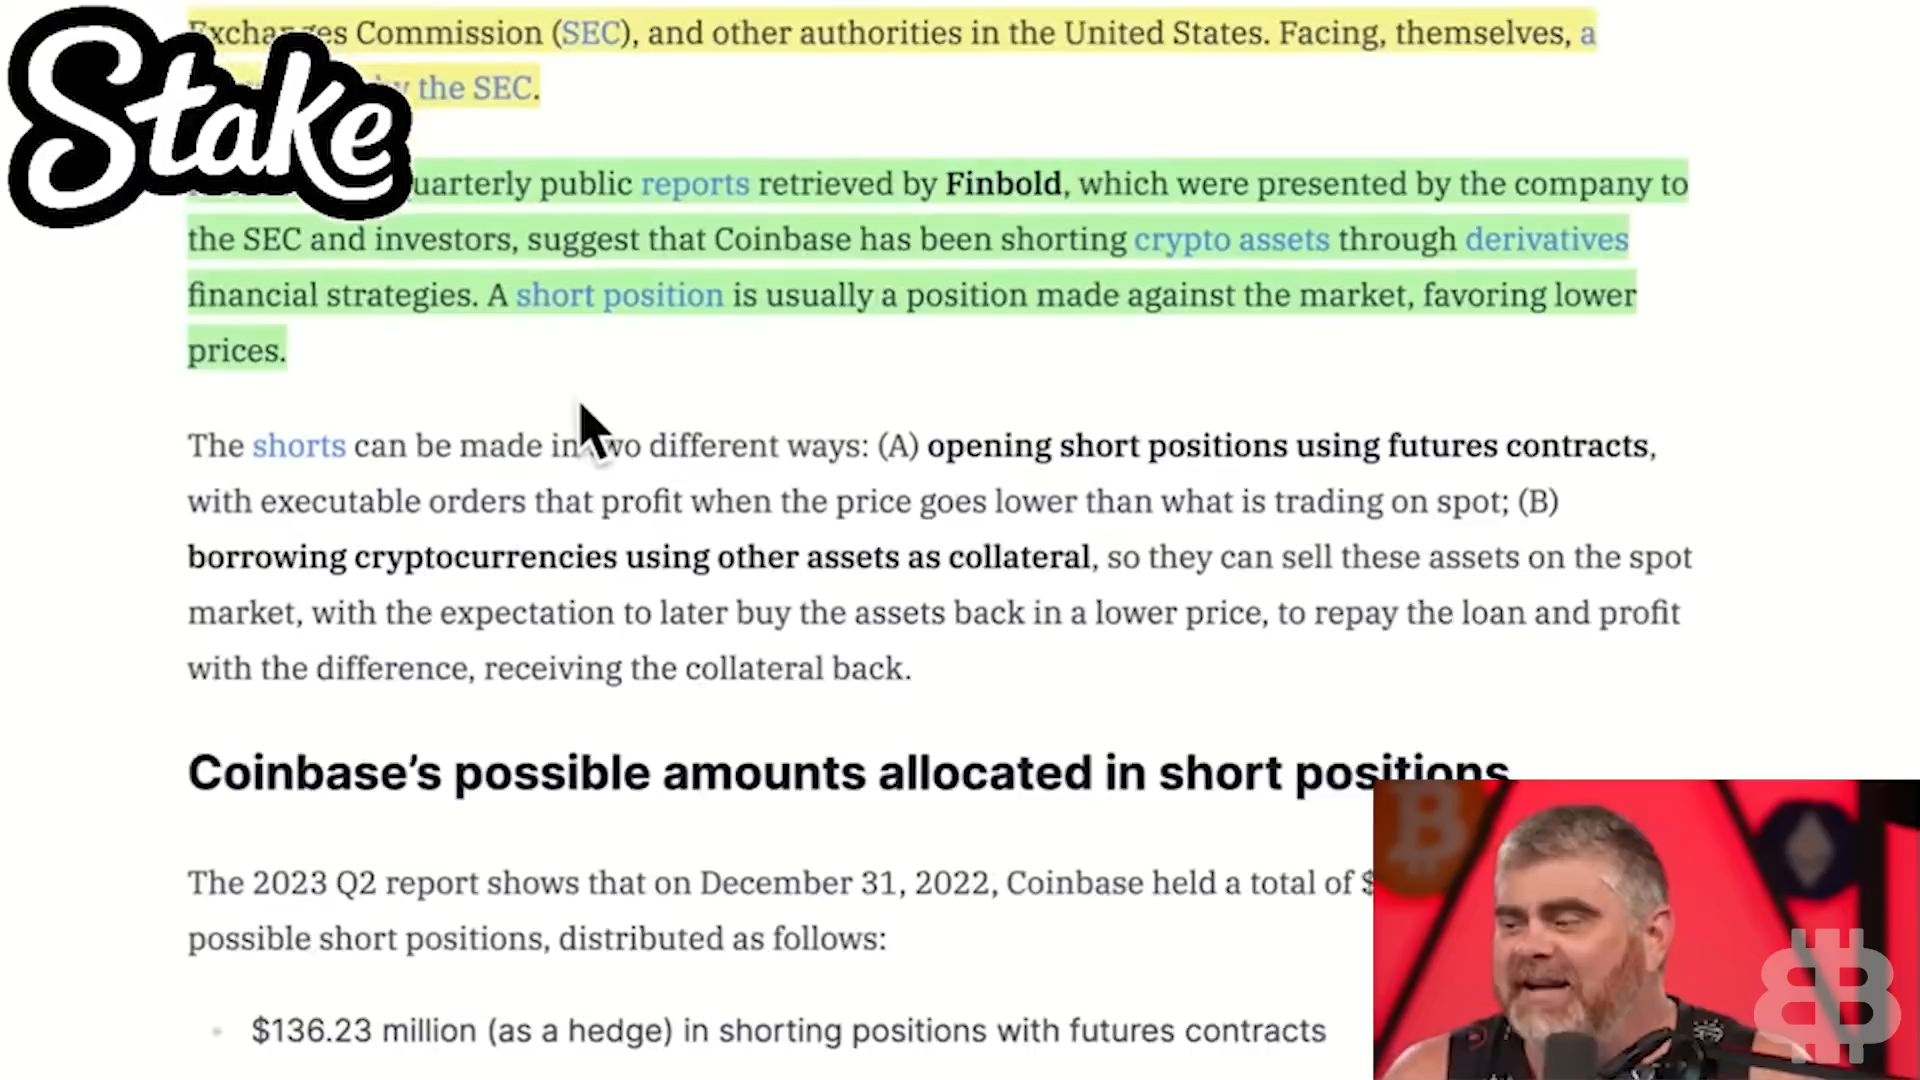 Exchanges Commission (SEC), and other authorities in the United States. Facing, themselves, a
the SEC.
Stake
quarterly public reports retrieved by Finbold, which were presented by the company to
the SEC and investors, suggest that Coinbase has been shorting crypto assets through derivatives
financial strategies. A short position is usually a position made against the market, favoring lower
prices.
The shorts can be made in two different ways: (A) opening short positions using futures contracts,
with executable orders that profit when the price goes lower than what is trading on spot; (B)
borrowing cryptocurrencies using other assets as collateral, so they can sell these assets on the spot
market, with the expectation to later buy the assets back in a lower price, to repay the loan and profit
with the difference, receiving the collateral back.
Coinbase's possible amounts allocated in short positions
The 2023 Q2 report shows that on December 31, 2022, Coinbase held a total of $
possible short positions, distributed as follows:
$136.23 million (as a hedge) in shorting positions with futures contracts